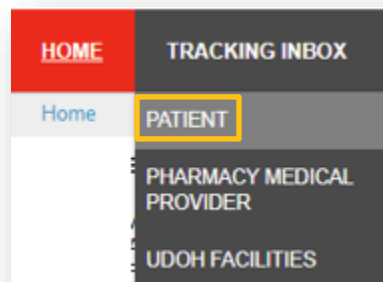 HOME
TRACKING INBOX
Home
PATIENT
PHARMACY MEDICAL
PROVIDER
UDOH FACILITIES